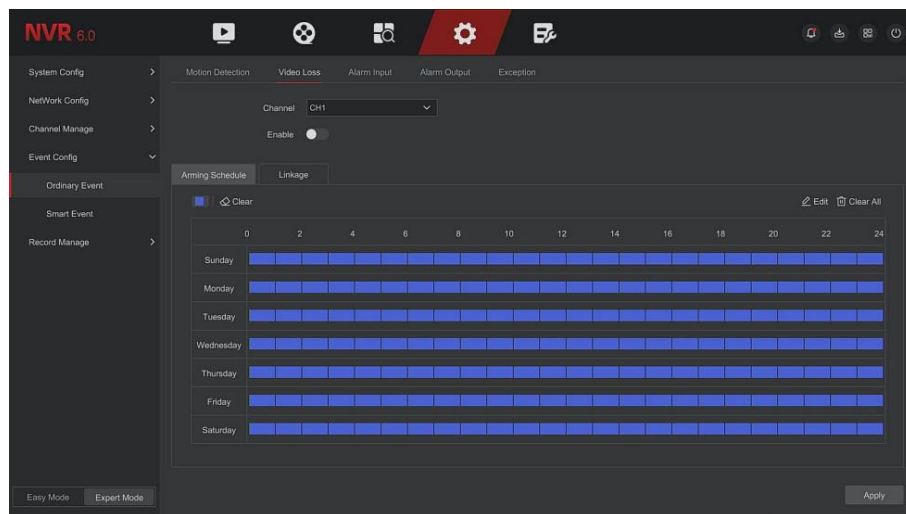 NVR 6.0
System Config
NetWork Config
Channel Manage
Event Config
Ordinary Event
Smart Event
Record Manage
Easy Mode Expert Mode
Motion Detection Video Loss Alarm Input Alarm Output Exception
Channel CH1
Enable
Arming Schedule Linkage
Clear Edit Clear All
0 2 4 6 8 10 12 14 16 18 20 22 24
Sunday
Monday
Tuesday
Wednesday
Thursday
Friday
Saturday
Apply